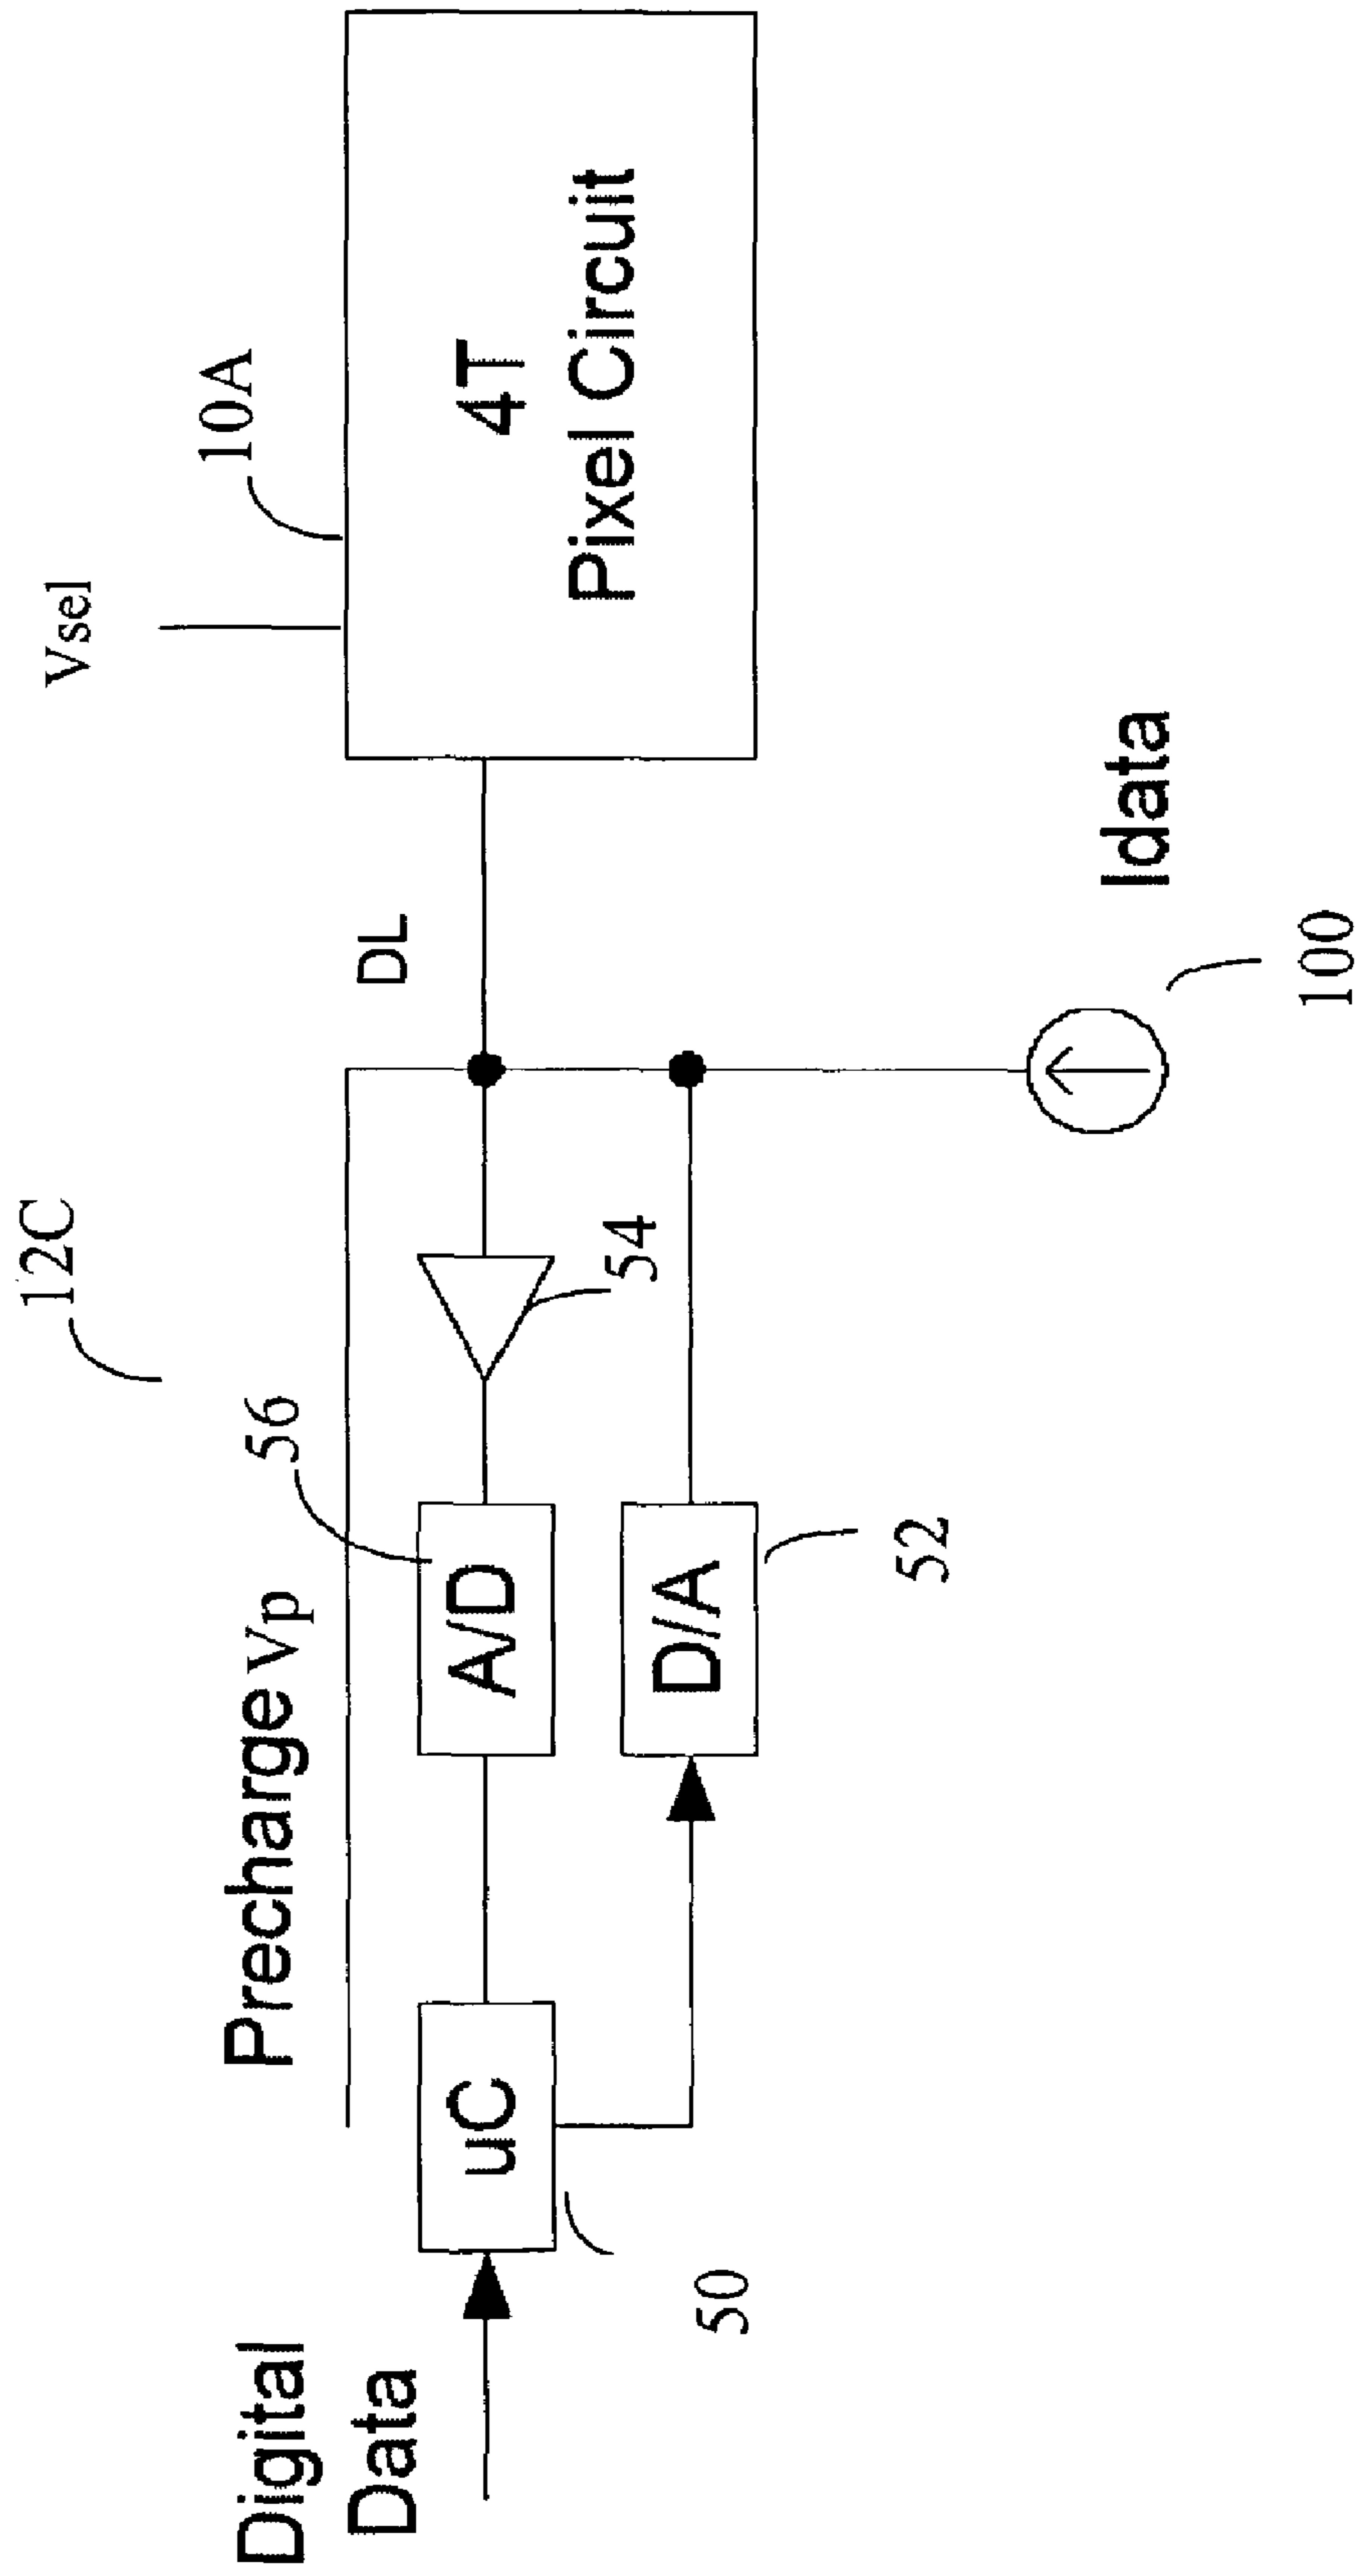 12C
Vsel
10A
Precharge Vp
56
Digital
Data
DL
uC
A/D
54
4T
Pixel Circuit
50
D/A
52
Idata
100